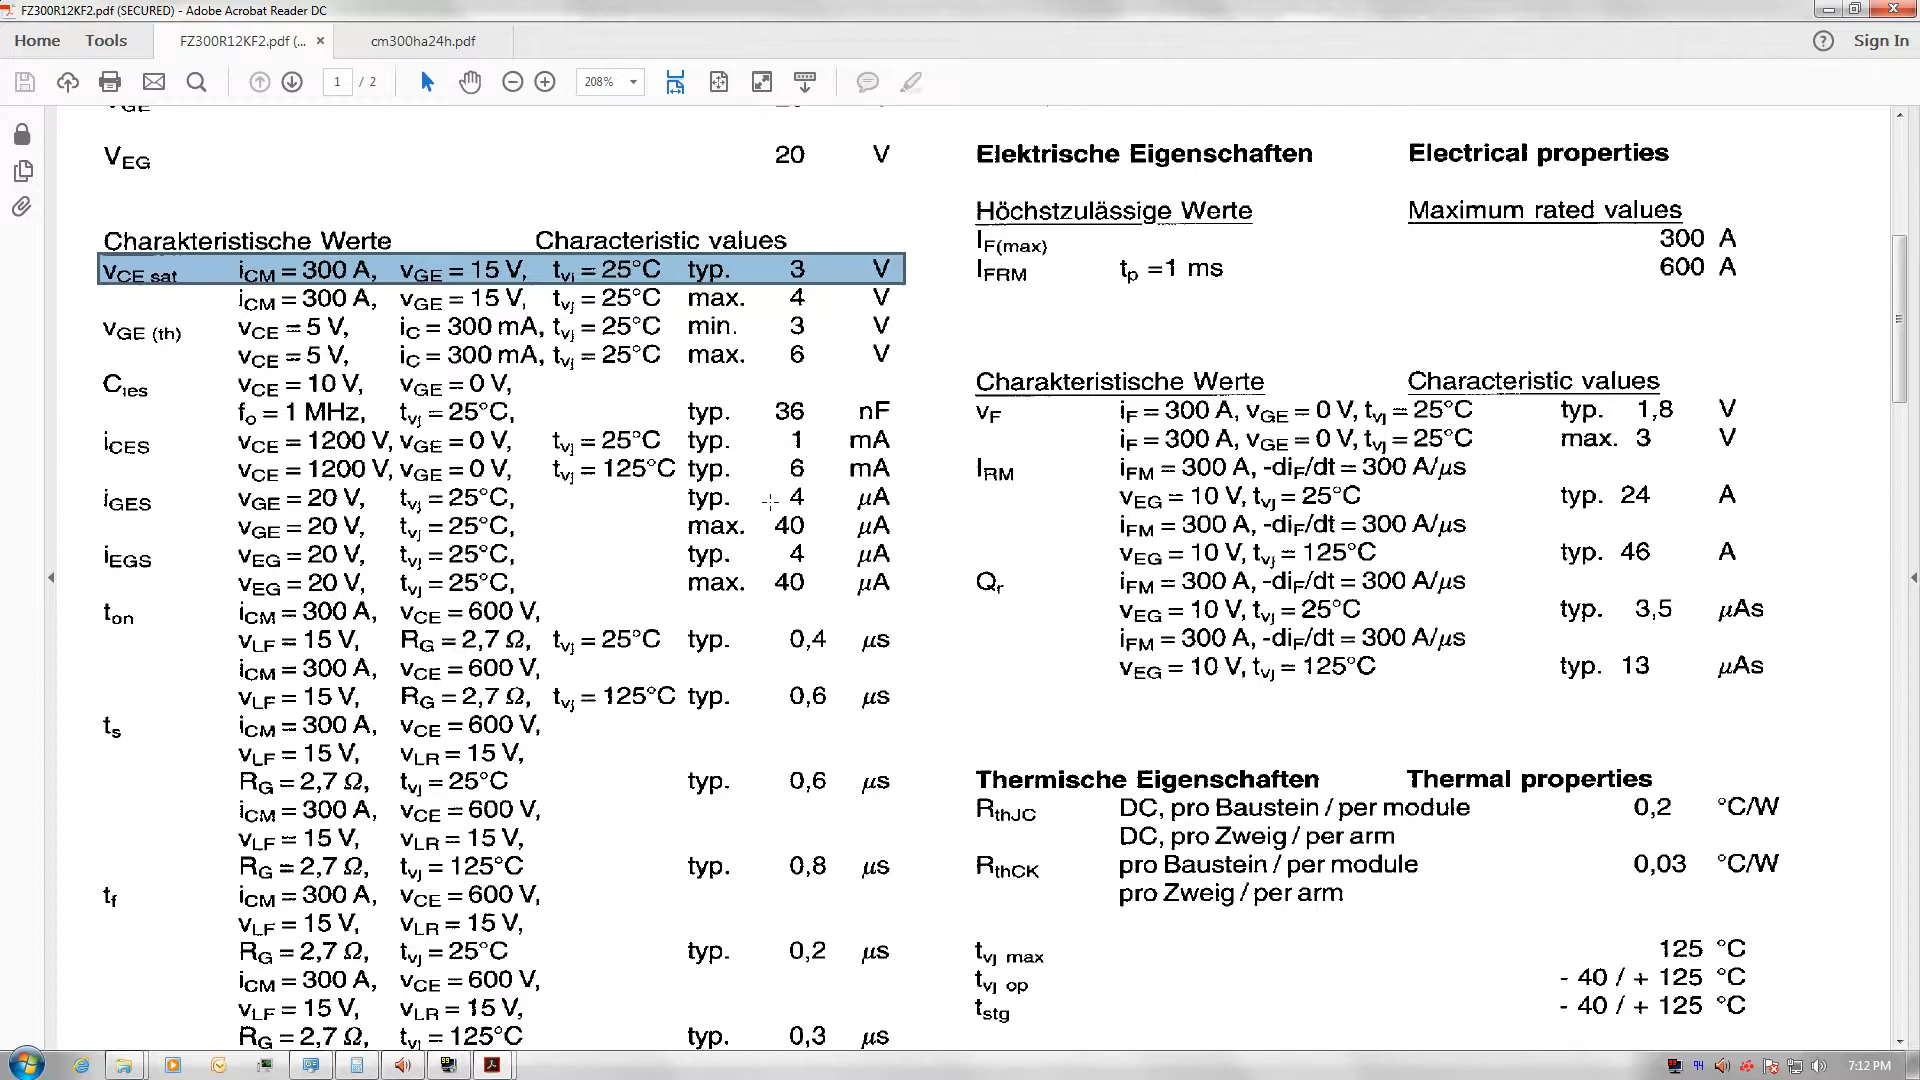 FZ300R12KF2.pdf (SECURED) - Adobe Acrobat Reader DC
Home Tools FZ300R12KF2.pdf (... × cm300ha24h.pdf Sign In
1 / 2 208%
VEG 20 V
Charakteristische Werte Characteristic values
vCE sat iCM = 300 A, vGE = 15 V, tvj = 25°C typ. 3 V
iCM = 300 A, vGE = 15 V, tvj = 25°C max. 4 V
vGE (th) vCE = 5 V, iC = 300 mA, tvj = 25°C min. 3 V
vCE = 5 V, iC = 300 mA, tvj = 25°C max. 6 V
Cies vCE = 10 V, vGE = 0 V,
fo = 1 MHz, tvj = 25°C, typ. 36 nF
iCES vCE = 1200 V, vGE = 0 V, tvj = 25°C typ. 1 mA
vCE = 1200 V, vGE = 0 V, tvj = 125°C typ. 6 mA
iGES vGE = 20 V, tvj = 25°C, typ. 4 μA
vGE = 20 V, tvj = 25°C, max. 40 μA
iEGS vEG = 20 V, tvj = 25°C, typ. 4 μA
vEG = 20 V, tvj = 25°C, max. 40 μA
ton iCM = 300 A, vCE = 600 V,
vLF = 15 V, RG = 2,7 Ω, tvj = 25°C typ. 0,4 μs
iCM = 300 A, vCE = 600 V,
vLF = 15 V, RG = 2,7 Ω, tvj = 125°C typ. 0,6 μs
ts iCM = 300 A, vCE = 600 V,
vLF = 15 V, vLR = 15 V,
RG = 2,7 Ω, tvj = 25°C typ. 0,6 μs
iCM = 300 A, vCE = 600 V,
vLF = 15 V, vLR = 15 V,
RG = 2,7 Ω, tvj = 125°C typ. 0,8 μs
tf iCM = 300 A, vCE = 600 V,
vLF = 15 V, vLR = 15 V,
RG = 2,7 Ω, tvj = 25°C typ. 0,2 μs
iCM = 300 A, vCE = 600 V,
vLF = 15 V, vLR = 15 V,
RG = 2,7 Ω, tvj = 125°C typ. 0,3 μs
Elektrische Eigenschaften Electrical properties
Höchstzulässige Werte Maximum rated values
IF(max) 300 A
IFRM tp = 1 ms 600 A
Charakteristische Werte Characteristic values
vF iF = 300 A, vGE = 0 V, tvj = 25°C typ. 1,8 V
iF = 300 A, vGE = 0 V, tvj = 25°C max. 3 V
IRM iFM = 300 A, -diF/dt = 300 A/μs
vEG = 10 V, tvj = 25°C typ. 24 A
iFM = 300 A, -diF/dt = 300 A/μs
vEG = 10 V, tvj = 125°C typ. 46 A
Qr iFM = 300 A, -diF/dt = 300 A/μs
vEG = 10 V, tvj = 25°C typ. 3,5 μAs
iFM = 300 A, -diF/dt = 300 A/μs
vEG = 10 V, tvj = 125°C typ. 13 μAs
Thermische Eigenschaften Thermal properties
RthJC DC, pro Baustein / per module 0,2 °C/W
DC, pro Zweig / per arm
RthCK pro Baustein / per module 0,03 °C/W
pro Zweig / per arm
tvj max 125 °C
tvj op - 40 / + 125 °C
tstg - 40 / + 125 °C
94 7:12 PM